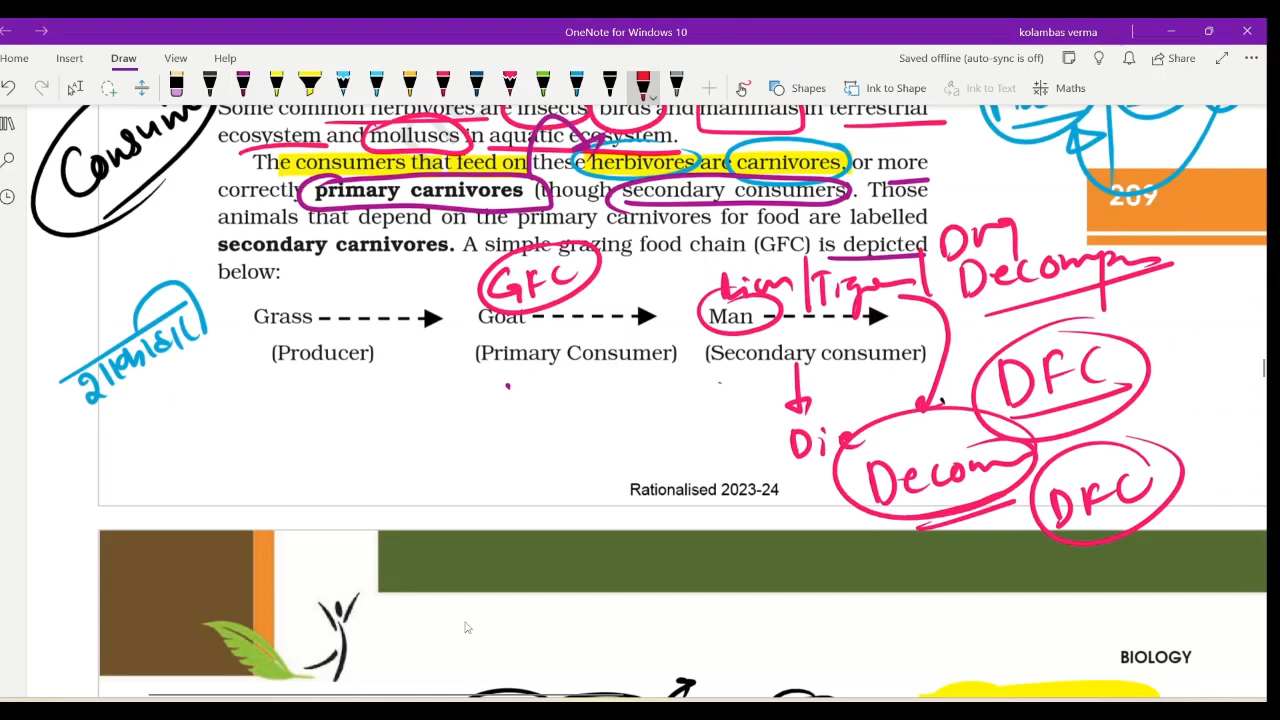 OneNote for Windows 10
kolambas verma
Home Insert Draw View Help
Saved offline (auto-sync is off)
Share
Shapes
Ink to Shape
Ink to Text
Maths
Consum
Some common herbivores are insects, birds and mammals in terrestrial
ecosystem and molluscs in aquatic ecosystem.
The consumers that feed on these herbivores are carnivores, or more
correctly primary carnivores (though secondary consumers). Those
animals that depend on the primary carnivores for food are labelled
secondary carnivores. A simple grazing food chain (GFC) is depicted
below:
209
GFC
Lion/Tiger/
Decompo
Grass Goat Man
(Producer) (Primary Consumer) (Secondary consumer)
DFC
Die
Decom
DFC
Rationalised 2023-24
BIOLOGY